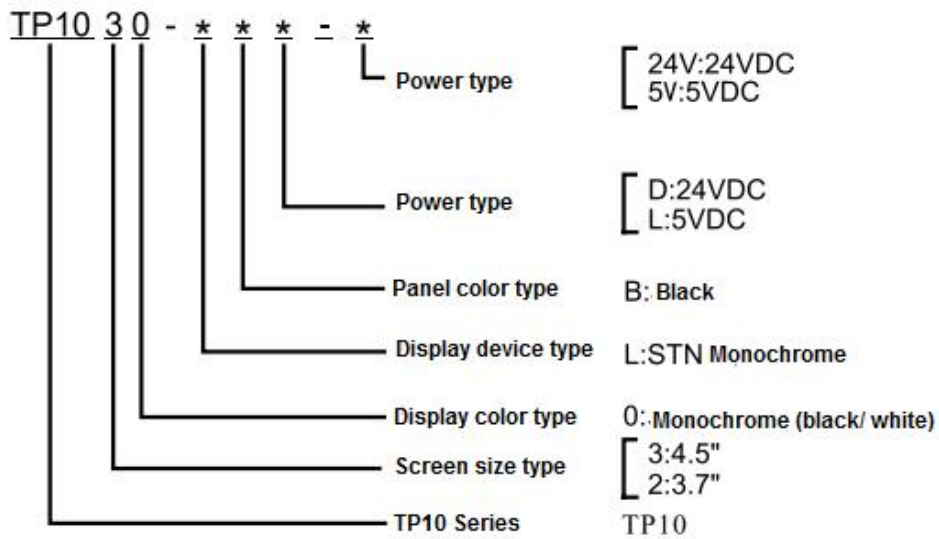 TP10 3 0 - * * * - *
Power type 24V:24VDC
5V:5VDC
Power type D:24VDC
L:5VDC
Panel color type B: Black
Display device type L:STN Monochrome
Display color type 0:.Monochrome (black/ white)
Screen size type 3:4.5"
2:3.7"
TP10 Series TP10